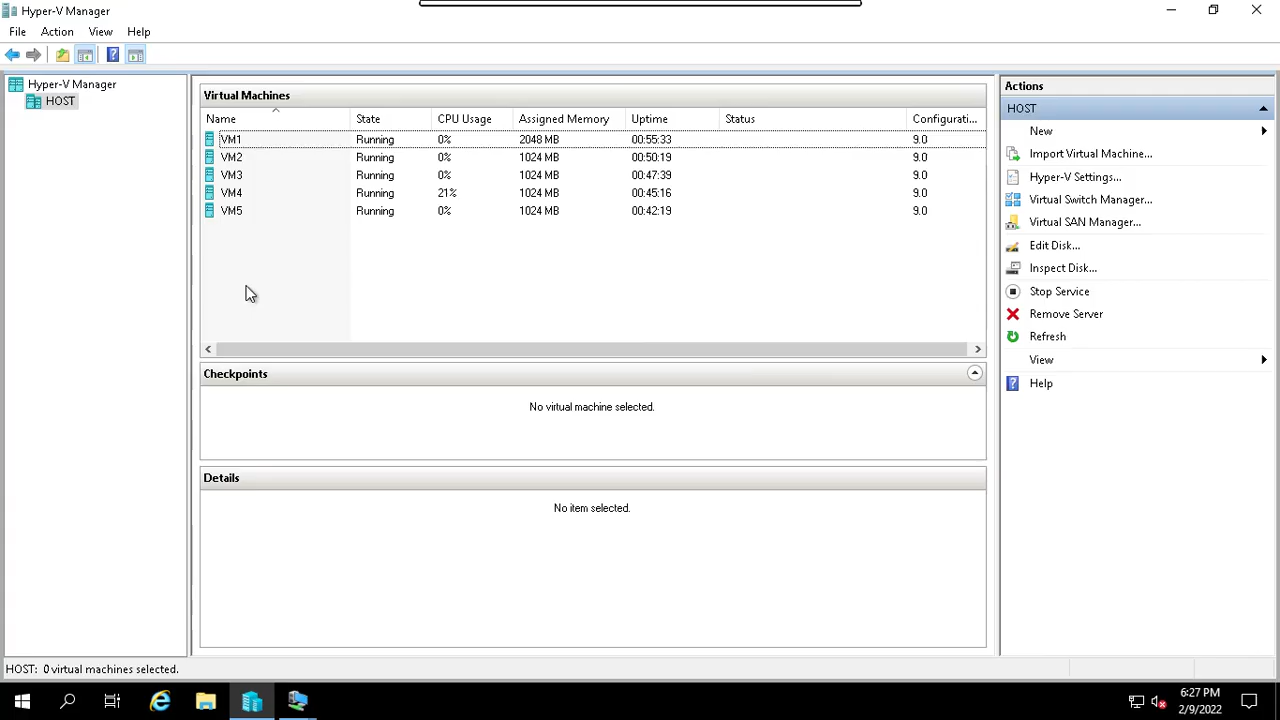 Hyper-V Manager
File Action View Help
Hyper-V Manager
HOST
Virtual Machines
Name State CPU Usage Assigned Memory Uptime Status Configurati...
VM1 Running 0% 2048 MB 00:55:33 9.0
VM2 Running 0% 1024 MB 00:50:19 9.0
VM3 Running 0% 1024 MB 00:47:39 9.0
VM4 Running 21% 1024 MB 00:45:16 9.0
VM5 Running 0% 1024 MB 00:42:19 9.0
Checkpoints
No virtual machine selected.
Details
No item selected.
Actions
HOST
New
Import Virtual Machine...
Hyper-V Settings...
Virtual Switch Manager...
Virtual SAN Manager...
Edit Disk...
Inspect Disk...
Stop Service
Remove Server
Refresh
View
Help
HOST: 0 virtual machines selected.
6:27 PM
2/9/2022